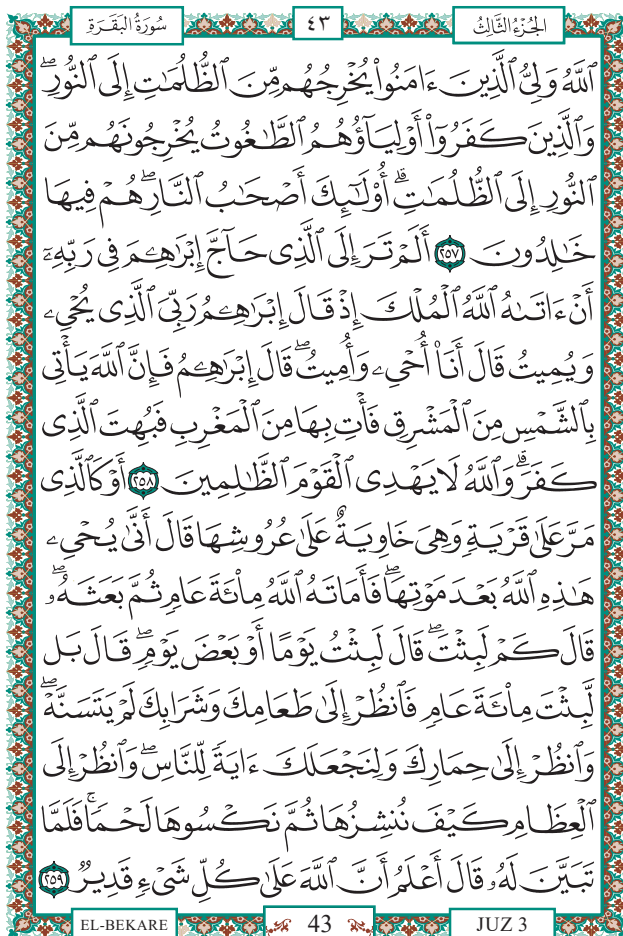 سُورَةُ الْبَقَرَةِ ٤٣ الجُزْءُ الثَّالِثُ
ٱللَّهُ وَلِىُّ ٱلَّذِينَ ءَامَنُوا۟ يُخْرِجُهُم مِّنَ ٱلظُّلُمَٰتِ إِلَى ٱلنُّورِ ۖ
وَٱلَّذِينَ كَفَرُوٓا۟ أَوْلِيَآؤُهُمُ ٱلطَّٰغُوتُ يُخْرِجُونَهُم مِّنَ
ٱلنُّورِ إِلَى ٱلظُّلُمَٰتِ ۗ أُو۟لَٰٓئِكَ أَصْحَٰبُ ٱلنَّارِ ۖ هُمْ فِيهَا
خَٰلِدُونَ ٢٥٧ أَلَمْ تَرَ إِلَى ٱلَّذِى حَآجَّ إِبْرَٰهِـۧمَ فِى رَبِّهِۦٓ
أَنْ ءَاتَىٰهُ ٱللَّهُ ٱلْمُلْكَ إِذْ قَالَ إِبْرَٰهِـۧمُ رَبِّىَ ٱلَّذِى يُحْىِۦ
وَيُمِيتُ قَالَ أَنَا۠ أُحْىِۦ وَأُمِيتُ ۖ قَالَ إِبْرَٰهِـۧمُ فَإِنَّ ٱللَّهَ يَأْتِى
بِٱلشَّمْسِ مِنَ ٱلْمَشْرِقِ فَأْتِ بِهَا مِنَ ٱلْمَغْرِبِ فَبُهِتَ ٱلَّذِى
كَفَرَ ۗ وَٱللَّهُ لَا يَهْدِى ٱلْقَوْمَ ٱلظَّٰلِمِينَ ٢٥٨ أَوْ كَٱلَّذِى
مَرَّ عَلَىٰ قَرْيَةٍ وَهِىَ خَاوِيَةٌ عَلَىٰ عُرُوشِهَا قَالَ أَنَّىٰ يُحْىِۦ
هَٰذِهِ ٱللَّهُ بَعْدَ مَوْتِهَا ۖ فَأَمَاتَهُ ٱللَّهُ مِا۟ئَةَ عَامٍ ثُمَّ بَعَثَهُۥ ۖ
قَالَ كَمْ لَبِثْتَ ۖ قَالَ لَبِثْتُ يَوْمًا أَوْ بَعْضَ يَوْمٍ ۖ قَالَ بَل
لَّبِثْتَ مِا۟ئَةَ عَامٍ فَٱنظُرْ إِلَىٰ طَعَامِكَ وَشَرَابِكَ لَمْ يَتَسَنَّهْ ۖ
وَٱنظُرْ إِلَىٰ حِمَارِكَ وَلِنَجْعَلَكَ ءَايَةً لِّلنَّاسِ ۖ وَٱنظُرْ إِلَى
ٱلْعِظَامِ كَيْفَ نُنشِزُهَا ثُمَّ نَكْسُوهَا لَحْمًا ۚ فَلَمَّا
تَبَيَّنَ لَهُۥ قَالَ أَعْلَمُ أَنَّ ٱللَّهَ عَلَىٰ كُلِّ شَىْءٍ قَدِيرٌ ٢٥٩
EL-BEKARE 43 JUZ 3